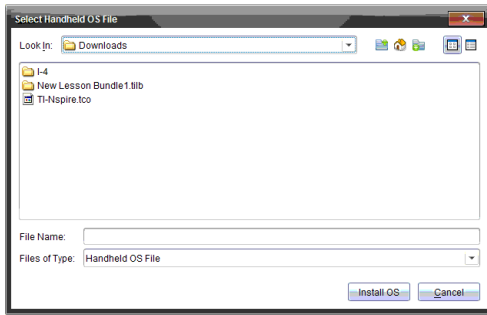 Select Handheld OS File
Look In: Downloads
I-4
New Lesson Bundle1.tilb
TI-Nspire.tco
File Name:
Files of Type: Handheld OS File
Install OS Cancel